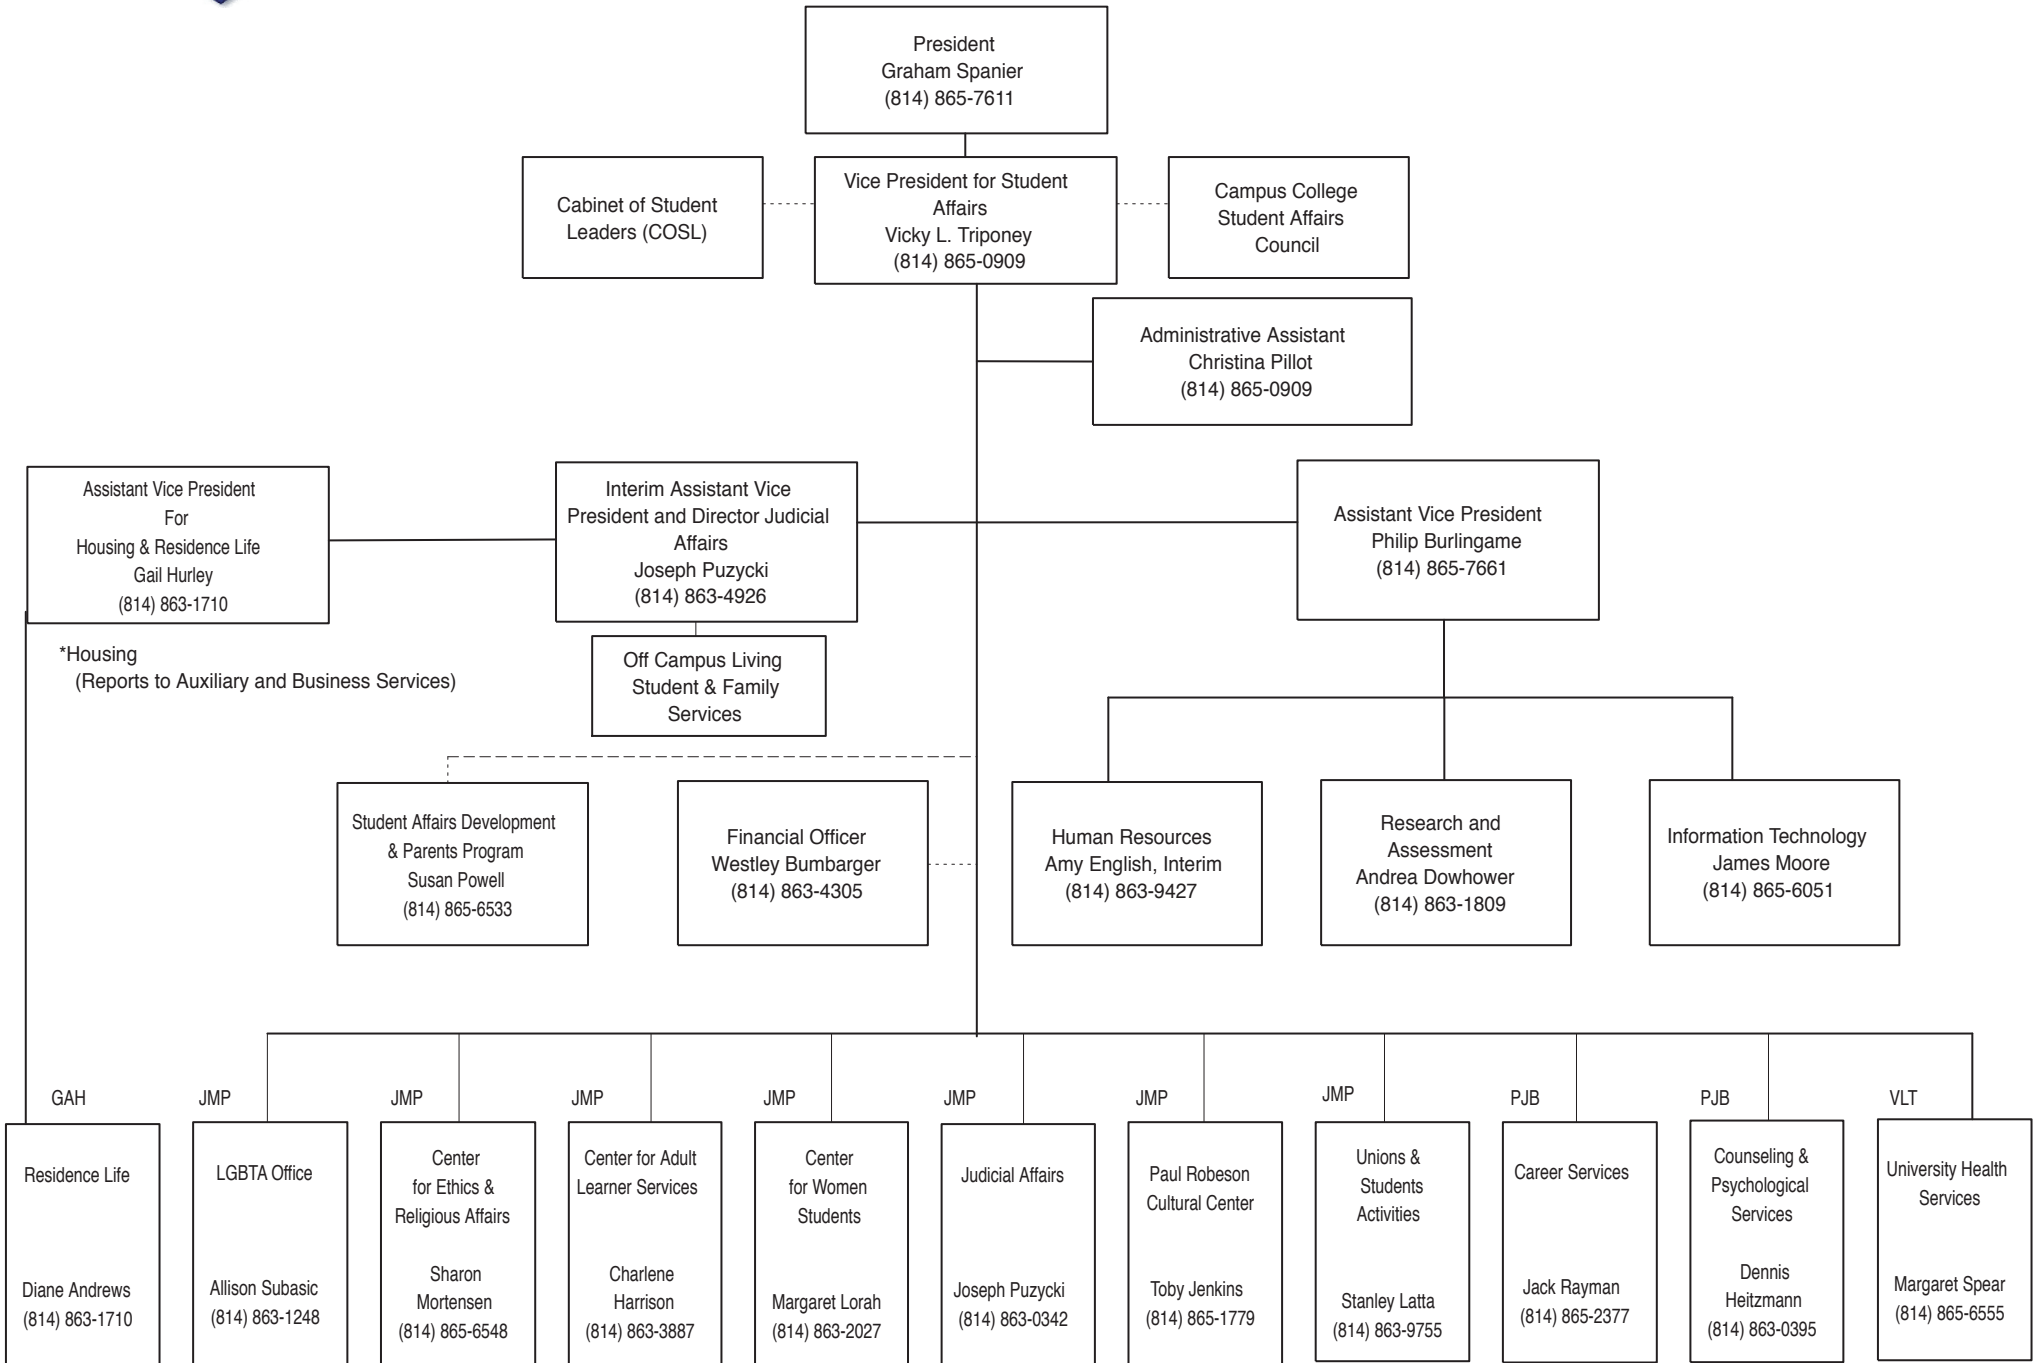 President
Graham Spanier
(814) 865-7611
Cabinet of Student
Leaders (COSL)
Vice President for Student
Affairs
Vicky L. Triponey
(814) 865-0909
Campus College
Student Affairs
Council
Administrative Assistant
Christina Pillot
(814) 865-0909
Assistant Vice President
For
Housing & Residence Life
Gail Hurley
(814) 863-1710
Interim Assistant Vice
President and Director Judicial
Affairs
Joseph Puzycki
(814) 863-4926
Assistant Vice President
Philip Burlingame
(814) 865-7661
*Housing
(Reports to Auxiliary and Business Services)
Off Campus Living
Student & Family
Services
Student Affairs Development
& Parents Program
Susan Powell
(814) 865-6533
Financial Officer
Westley Bumbarger
(814) 863-4305
Human Resources
Amy English, Interim
(814) 863-9427
Research and
Assessment
Andrea Dowhower
(814) 863-1809
Information Technology
James Moore
(814) 865-6051
GAH
Residence Life
Diane Andrews
(814) 863-1710
JMP
LGBTA Office
Allison Subasic
(814) 863-1248
JMP
Center
for Ethics &
Religious Affairs
Sharon
Mortensen
(814) 865-6548
JMP
Center for Adult
Learner Services
Charlene
Harrison
(814) 863-3887
JMP
Center
for Women
Students
Margaret Lorah
(814) 863-2027
JMP
Judicial Affairs
Joseph Puzycki
(814) 863-0342
JMP
Paul Robeson
Cultural Center
Toby Jenkins
(814) 865-1779
JMP
Unions &
Students
Activities
Stanley Latta
(814) 863-9755
PJB
Career Services
Jack Rayman
(814) 865-2377
PJB
Counseling &
Psychological
Services
Dennis
Heitzmann
(814) 863-0395
VLT
University Health
Services
Margaret Spear
(814) 865-6555